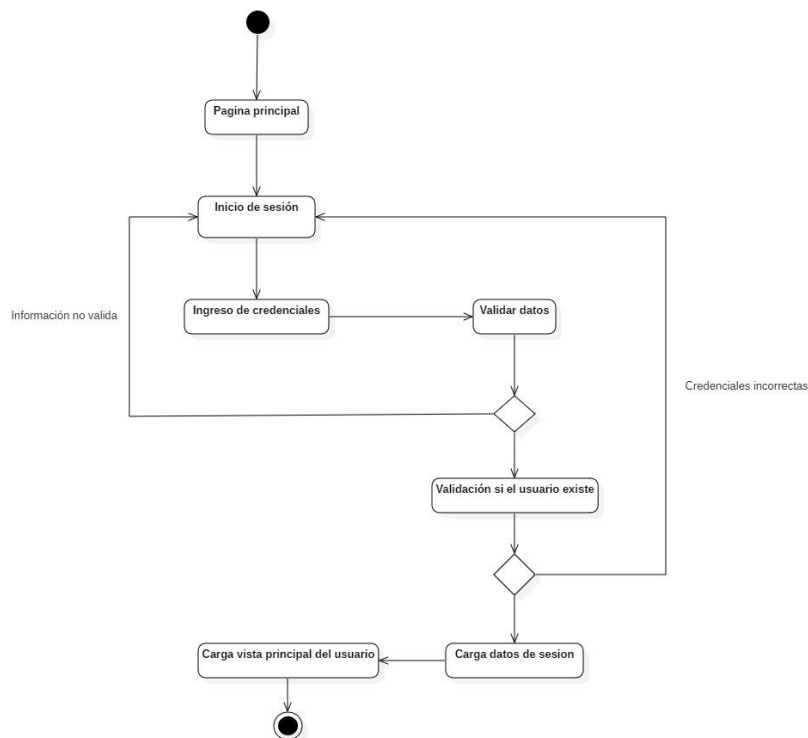 Pagina principal
Inicio de sesión
Ingreso de credenciales
Validar datos
Información no valida
Credenciales incorrectas
Validación si el usuario existe
Carga vista principal del usuario
Carga datos de sesion